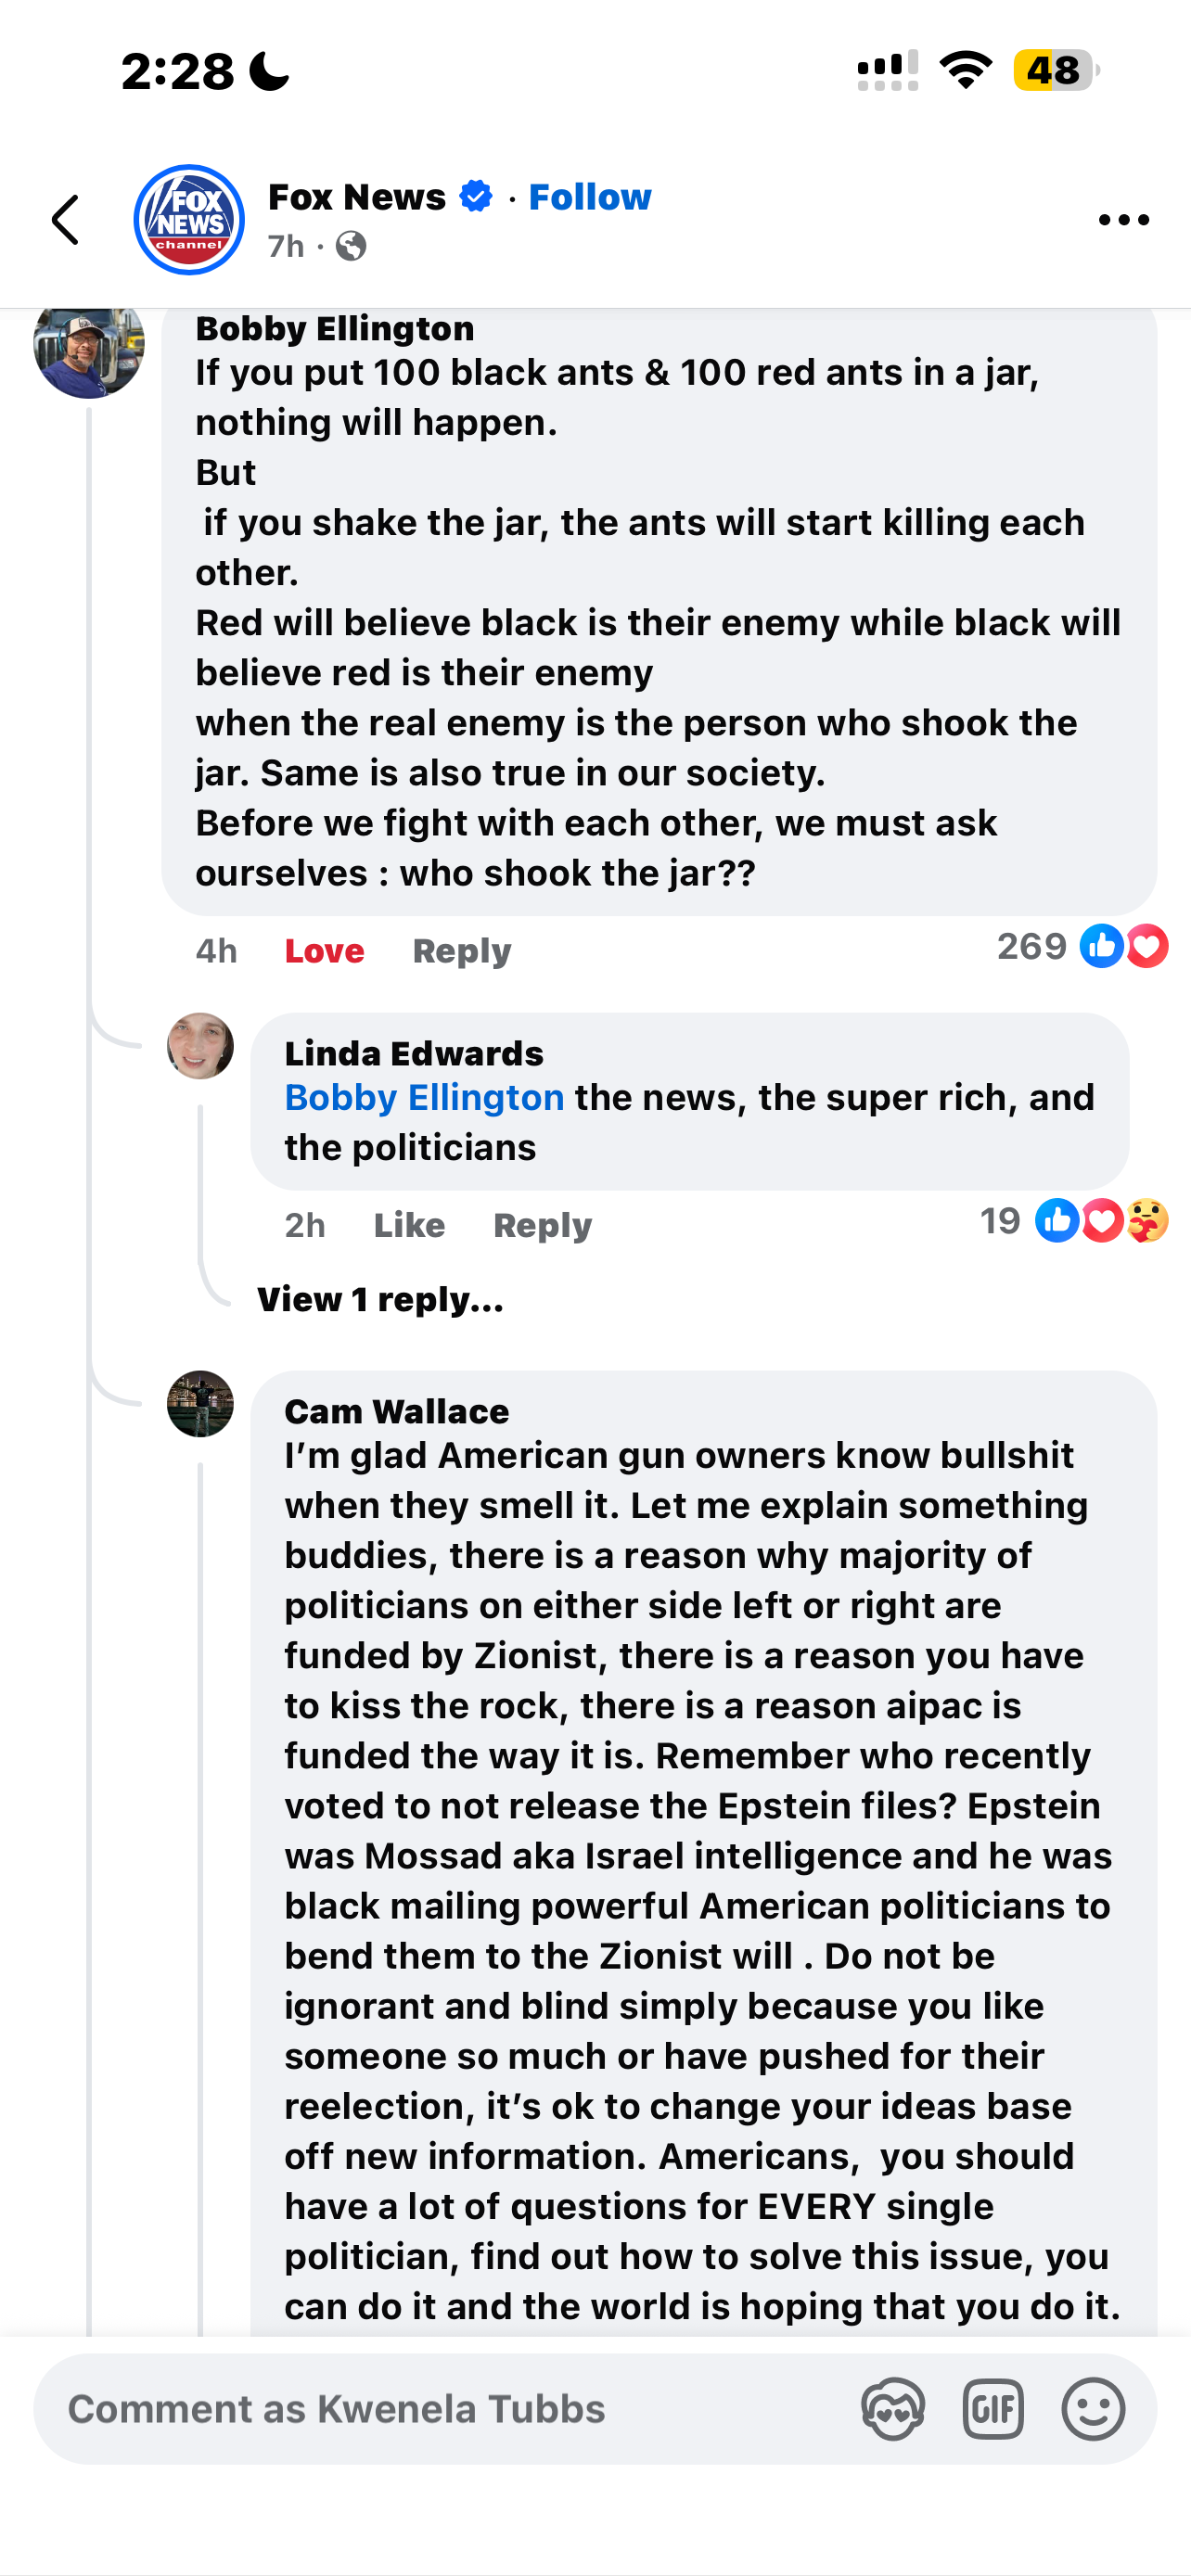 2:28
48
FOX
NEWS
channel
Fox News · Follow
7h ·
Bobby Ellington
If you put 100 black ants & 100 red ants in a jar,
nothing will happen.
But
if you shake the jar, the ants will start killing each
other.
Red will believe black is their enemy while black will
believe red is their enemy
when the real enemy is the person who shook the
jar. Same is also true in our society.
Before we fight with each other, we must ask
ourselves : who shook the jar??
4h Love Reply 269
Linda Edwards
Bobby Ellington the news, the super rich, and
the politicians
2h Like Reply 19
View 1 reply...
Cam Wallace
I’m glad American gun owners know bullshit
when they smell it. Let me explain something
buddies, there is a reason why majority of
politicians on either side left or right are
funded by Zionist, there is a reason you have
to kiss the rock, there is a reason aipac is
funded the way it is. Remember who recently
voted to not release the Epstein files? Epstein
was Mossad aka Israel intelligence and he was
black mailing powerful American politicians to
bend them to the Zionist will . Do not be
ignorant and blind simply because you like
someone so much or have pushed for their
reelection, it’s ok to change your ideas base
off new information. Americans,  you should
have a lot of questions for EVERY single
politician, find out how to solve this issue, you
can do it and the world is hoping that you do it.
Comment as Kwenela Tubbs
GIF